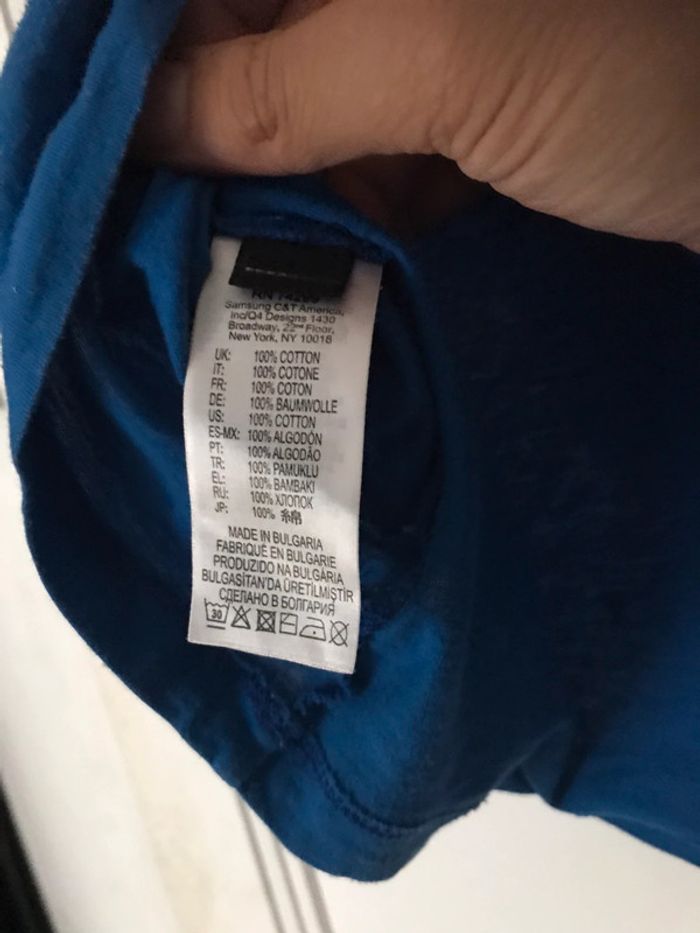 Samsung C&T America,
Inc/Q4 Designs 1430
Broadway, 22nd Floor,
New York, NY 10018
UK: 100% COTTON
IT: 100% COTONE
FR: 100% COTON
DE: 100% BAUMWOLLE
US: 100% COTTON
ES-MX: 100% ALGODÓN
PT: 100% ALGODÃO
TR: 100% PAMUKLU
EL: 100% BAMBAKI
RU: 100% ХЛОПОК
JP: 100% 綿
MADE IN BULGARIA
FABRIQUÉ EN BULGARIE
PRODUZIDO NA BULGÁRIA
BULGASİTAN'DA ÜRETİLMİŞTİR
СДЕЛАНО В БОЛГАРИЯ
30